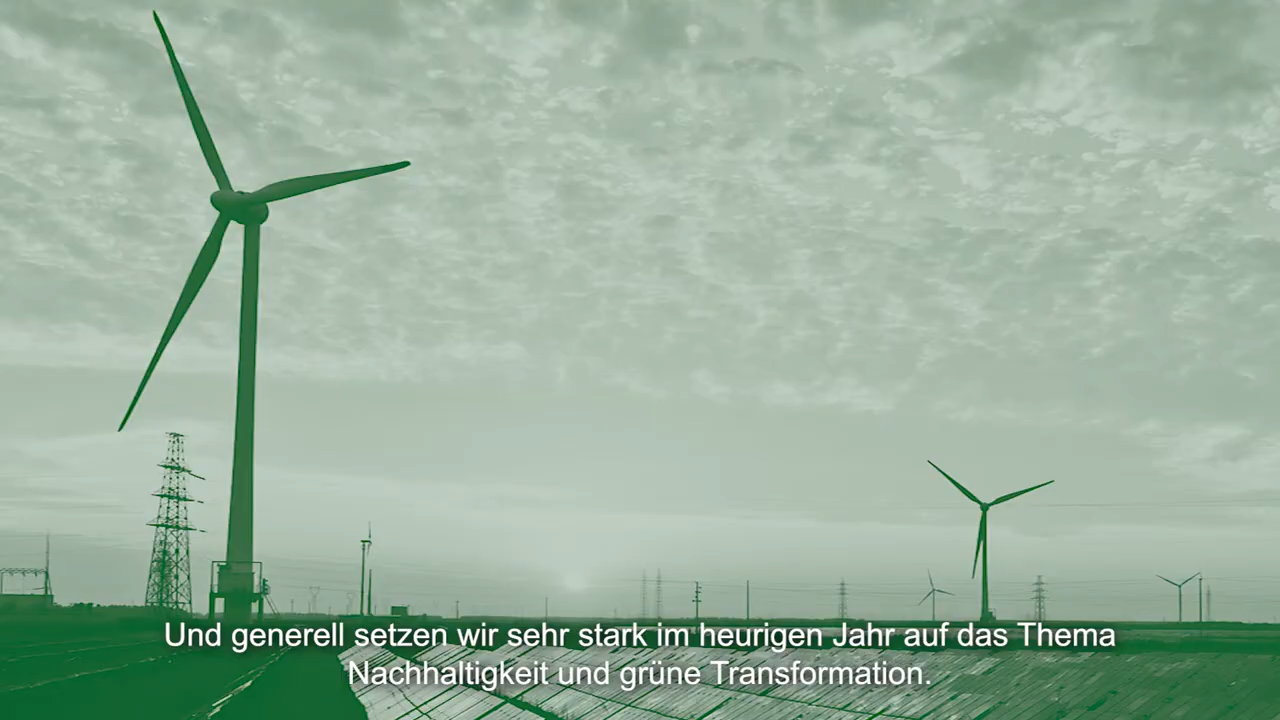 Und generell setzen wir sehr stark im heurigen Jahr auf das Thema
Nachhaltigkeit und grüne Transformation.